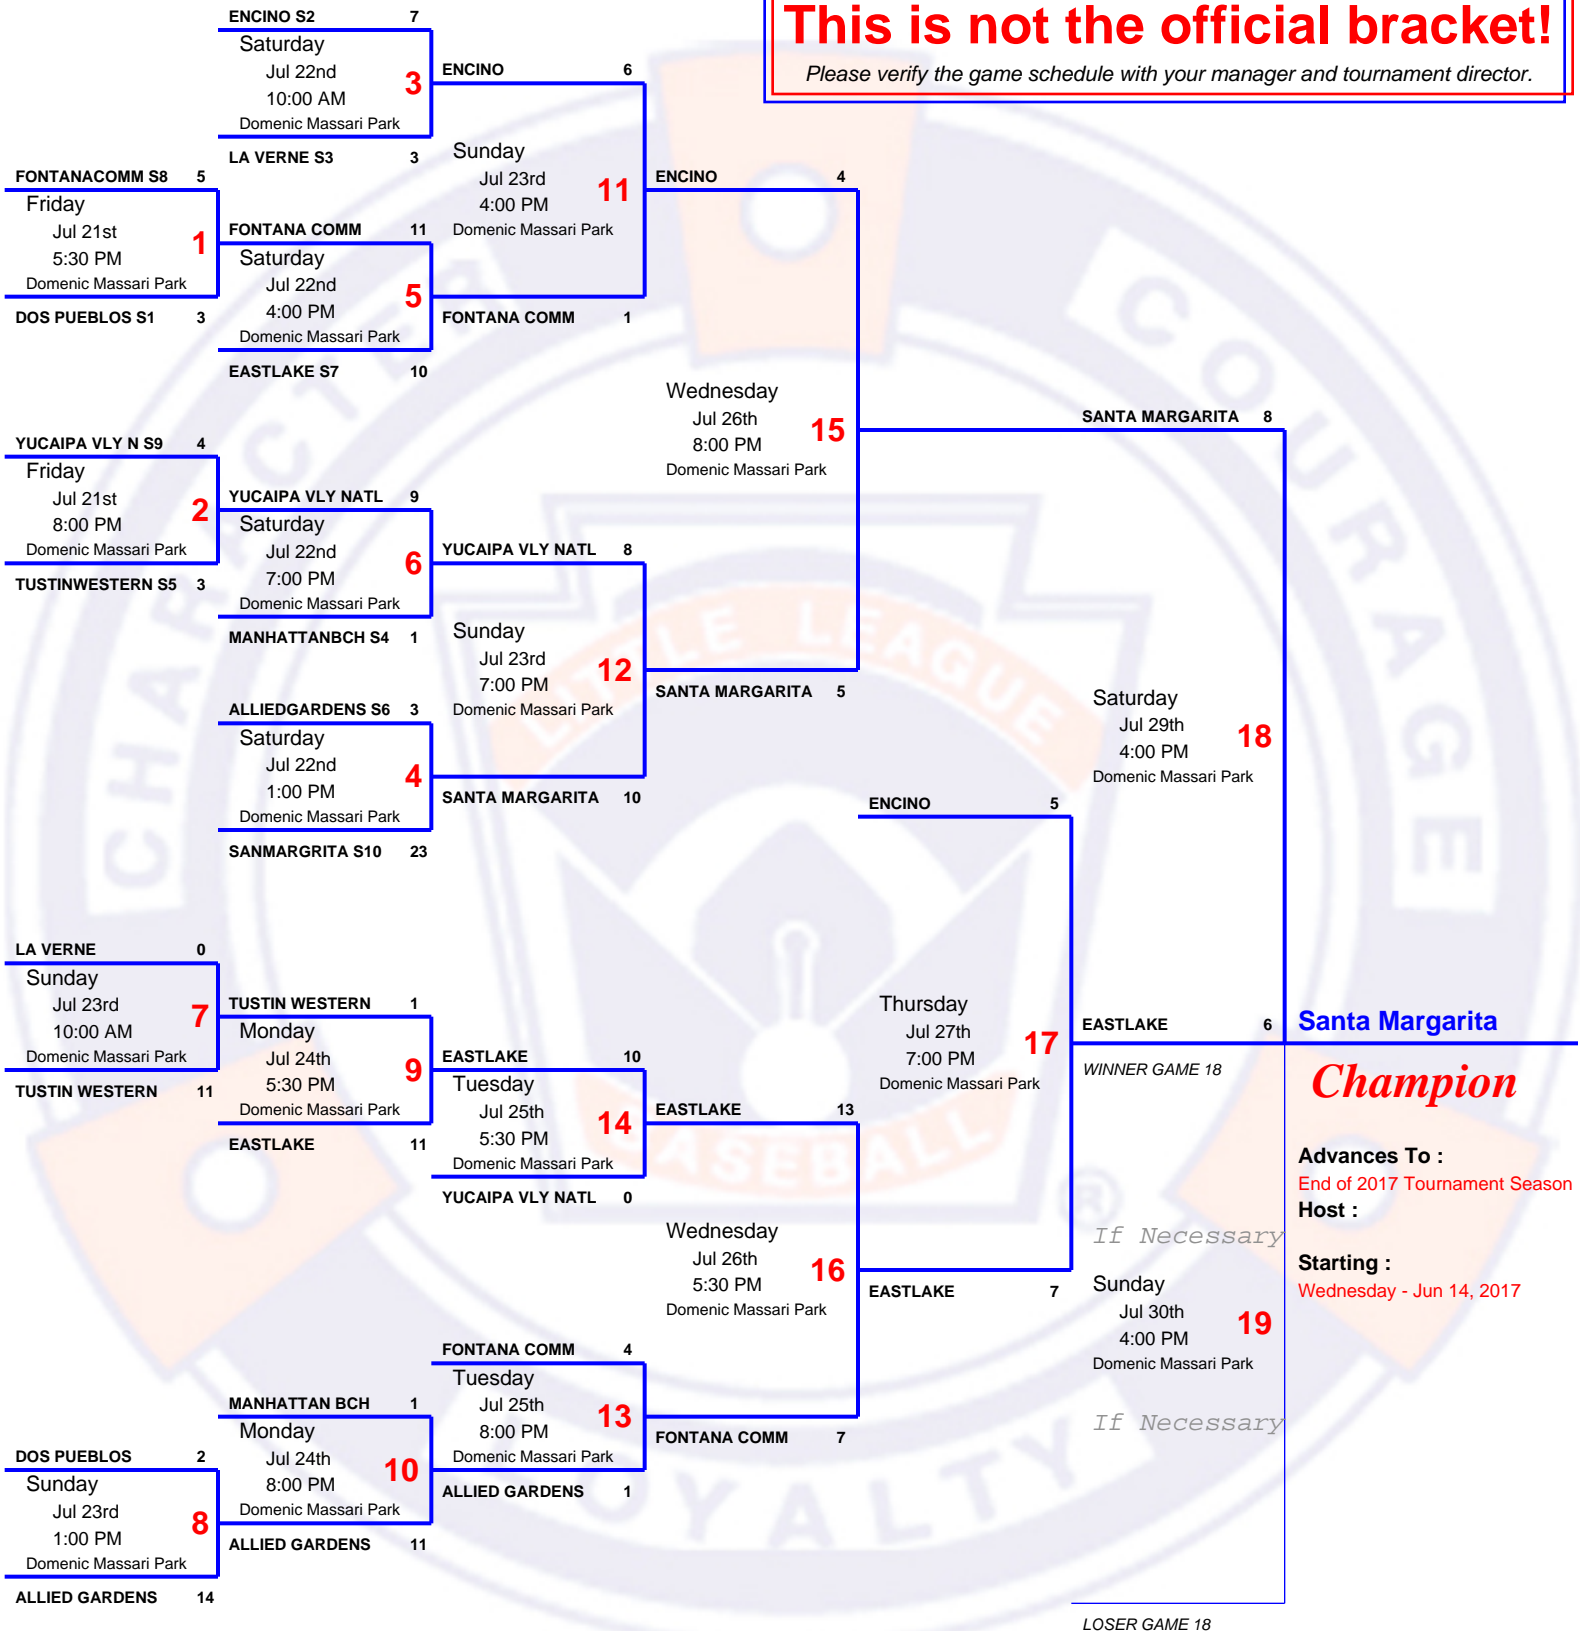 This is not the official bracket!
Please verify the game schedule with your manager and tournament director.
ENCINO S2 7
Saturday
Jul 22nd
10:00 AM
Domenic Massari Park
3
LA VERNE S3 3
ENCINO 6
Sunday
Jul 23rd
4:00 PM
Domenic Massari Park
11
FONTANACOMM S8 5
Friday
Jul 21st
5:30 PM
Domenic Massari Park
1
DOS PUEBLOS S1 3
FONTANA COMM 11
Saturday
Jul 22nd
4:00 PM
Domenic Massari Park
5
EASTLAKE S7 10
FONTANA COMM 1
ENCINO 4
Wednesday
Jul 26th
8:00 PM
Domenic Massari Park
15
YUCAIPA VLY N S9 4
Friday
Jul 21st
8:00 PM
Domenic Massari Park
2
TUSTINWESTERN S5 3
YUCAIPA VLY NATL 9
Saturday
Jul 22nd
7:00 PM
Domenic Massari Park
6
MANHATTANBCH S4 1
YUCAIPA VLY NATL 8
Sunday
Jul 23rd
7:00 PM
Domenic Massari Park
12
ALLIEDGARDENS S6 3
Saturday
Jul 22nd
1:00 PM
Domenic Massari Park
4
SANMARGRITA S10 23
SANTA MARGARITA 10
SANTA MARGARITA 5
SANTA MARGARITA 8
Saturday
Jul 29th
4:00 PM
Domenic Massari Park
18
LA VERNE 0
Sunday
Jul 23rd
10:00 AM
Domenic Massari Park
7
TUSTIN WESTERN 11
TUSTIN WESTERN 1
Monday
Jul 24th
5:30 PM
Domenic Massari Park
9
EASTLAKE 11
EASTLAKE 10
Tuesday
Jul 25th
5:30 PM
Domenic Massari Park
14
YUCAIPA VLY NATL 0
EASTLAKE 13
Wednesday
Jul 26th
5:30 PM
Domenic Massari Park
16
FONTANA COMM 4
Tuesday
Jul 25th
8:00 PM
Domenic Massari Park
13
ALLIED GARDENS 1
FONTANA COMM 7
MANHATTAN BCH 1
Monday
Jul 24th
8:00 PM
Domenic Massari Park
10
ALLIED GARDENS 11
DOS PUEBLOS 2
Sunday
Jul 23rd
1:00 PM
Domenic Massari Park
8
ALLIED GARDENS 14
ENCINO 5
Thursday
Jul 27th
7:00 PM
Domenic Massari Park
17
EASTLAKE 7
EASTLAKE 6
WINNER GAME 18
If Necessary
Sunday
Jul 30th
4:00 PM
Domenic Massari Park
19
If Necessary
LOSER GAME 18
Santa Margarita
Champion
Advances To :
End of 2017 Tournament Season
Host :
Starting :
Wednesday - Jun 14, 2017
CHARACTER
COURAGE
LOYALTY
LITTLE LEAGUE
BASEBALL
®